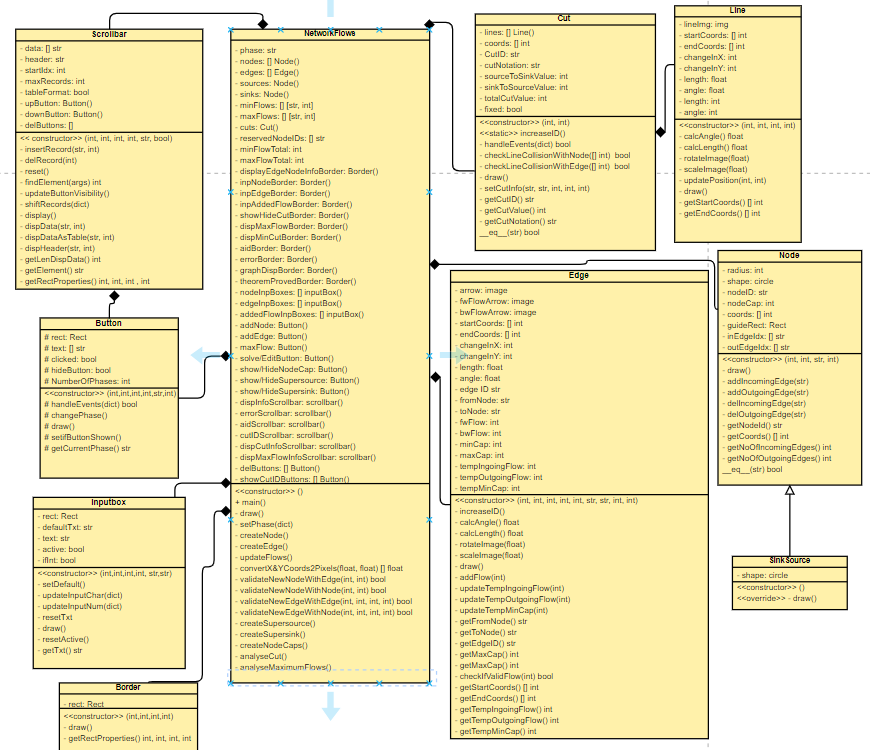 Scrollbar
- data: [] str
- header: str
- startIdx: int
- maxRecords: int
- tableFormat: bool
- upButton: Button()
- downButton: Button()
- delButtons: []
<< constructor>> (int, int, int, int, str, bool)
- insertRecord(str, int)
- delRecord(int)
- reset()
- findElement(args) int
- updateButtonVisibility()
- shiftRecords(dict)
- display()
- dispData(str, int)
- dispDataAsTable(str, int)
- dispHeader(str, int)
- getLenDispData() int
- getElement() str
- getRectProperties() int, int, int , int
Button
# rect: Rect
# text: [] str
# clicked: bool
# hideButton: bool
# NumberOfPhases: int
<<constructor>> (int,int,int,int,str,int)
# handleEvents(dict) bool
# changePhase()
# draw()
# setifButtonShown()
# getCurrentPhase() str
Inputbox
- rect: Rect
- defaultTxt: str
- text: str
- active: bool
- ifInt: bool
<<constructor>> (int,int,int,int, str,str)
- setDefault()
- updateInputChar(dict)
- updateInputNum(dict)
- resetTxt
- draw()
- resetActive()
- getTxt() str
Border
- rect: Rect
<<constructor>> (int,int,int,int)
- draw()
- getRectProperties() int, int, int, int
NetworkFlows
- phase: str
- nodes: [] Node()
- edges: [] Edge()
- sources: Node()
- sinks: Node()
- minFlows: [] [str, int]
- maxFlows: [] [str, int]
- cuts: Cut()
- reservedNodeIDs: [] str
- minFlowTotal: int
- maxFlowTotal: int
- displayEdgeNodeInfoBorder: Border()
- inpNodeBorder: Border()
- inpEdgeBorder: Border()
- inpAddedFlowBorder: Border()
- showHideCutBorder: Border()
- dispMaxFlowBorder: Border()
- dispMinCutBorder: Border()
- aidBorder: Border()
- errorBorder: Border()
- graphDispBorder: Border()
- theoremProvedBorder: Border()
- nodeInpBoxes: [] inputBox()
- edgeInpBoxes: [] inputBox()
- addedFlowInpBoxes: [] inputBox()
- addNode: Button()
- addEdge: Button()
- maxFlow: Button()
- solve/EditButton: Button()
- show/HideNodeCap: Button()
- show/HideSupersource: Button()
- show/HideSupersink: Button()
- dispInfoScrollbar: scrollbar()
- errorScrollbar: scrollbar()
- aidScrollbar: scrollbar()
- cutIDScrollbar: scrollbar()
- dispCutInfoScrollbar: scrollbar()
- dispMaxFlowInfoScrollbar: scrollbar()
- delButtons: [] Button()
- showCutIDButtons: [] Button()
<<constructor>> ()
+ main()
- draw()
- setPhase(dict)
- createNode()
- createEdge()
- updateFlows()
- convertX&YCoords2Pixels(float, float) [] float
- validateNewNodeWithEdge(int, int) bool
- validateNewNodeWithNode(int, int) bool
- validateNewEdgeWithEdge(int, int, int, int) bool
- validateNewEdgeWithNode(int, int, int, int) bool
- createSupersource()
- createSupersink()
- createNodeCaps()
- analyseCut()
- analyseMaximumFlows()
Cut
- lines: [] Line()
- coords: [] int
- CutID: str
- cutNotation: str
- sourceToSinkValue: int
- sinkToSourceValue: int
- totalCutValue: int
- fixed: bool
<<constructor>> (int, int)
<<static>> increaseID()
- handleEvents(dict) bool
- checkLineCollisionWithNode([] int) bool
- checkLineCollisionWithEdge([] int) bool
- draw()
- setCutInfo(str, str, int, int, int)
- getCutID() str
- getCutValue() int
- getCutNotation() str
__eq__(str) bool
Line
- lineImg: img
- startCoords: [] int
- endCoords: [] int
- changeInX: int
- changeInY: int
- length: float
- angle: float
- length: int
- angle: int
<<constructor>> (int, int, int, int)
- calcAngle() float
- calcLength() float
- rotateImage(float)
- scaleImage(float)
- updatePosition(int, int)
- draw()
- getStartCoords() [] int
- getEndCoords() [] int
Edge
- arrow: image
- fwFlowArrow: image
- bwFlowArrow: image
- startCoords: [] int
- endCoords: [] int
- changeInX: int
- changeInY: int
- length: float
- angle: float
- edge ID str
- fromNode: str
- toNode: str
- fwFlow: int
- bwFlow: int
- minCap: int
- maxCap: int
- tempIngoingFlow: int
- tempOutgoingFlow: int
- tempMinCap: int
<<constructor>> (int, int, int, int, str, str, int, int)
- increaseID()
- calcAngle() float
- calcLength() float
- rotateImage(float)
- scaleImage(float)
- draw()
- addFlow(int)
- updateTempIngoingFlow(int)
- updateTempOutgoingFlow(int)
- updateTempMinCap(int)
- getFromNode() str
- getToNode() str
- getEdgeID() str
- getMaxCap() int
- getMaxCap() int
- checkIfValidFlow(int) bool
- getStartCoords() [] int
- getEndCoords() [] int
- getTempIngoingFlow() int
- getTempOutgoingFlow() int
- getTempMinCap() int
Node
- radius: int
- shape: circle
- nodeID: str
- nodeCap: int
- coords: [] int
- guideRect: Rect
- inEdgeIdx: [] str
- outEdgeIdx: [] str
<<constructor>> (int, int, str, int)
- draw()
- addIncomingEdge(str)
- addOutgoingEdge(str)
- delIncomingEdge(str)
- delOutgoingEdge(str)
- getNodeId() str
- getCoords() [] int
- getNoOfIncomingEdges() int
- getNoOfOutgoingEdges() int
__eq__(str) bool
SinkSource
- shape: circle
<<constructor>> ()
<<override>> - draw()